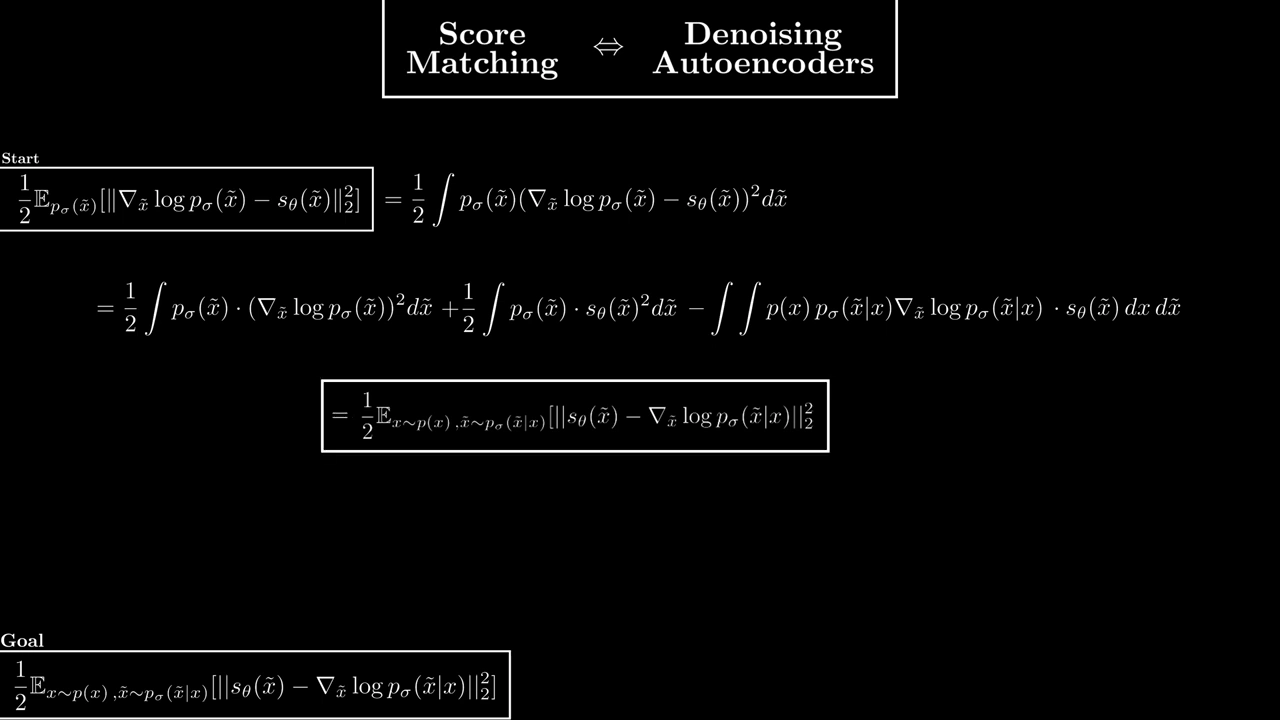 Score Matching ⇔ Denoising Autoencoders
Start
$\frac{1}{2}\mathbb{E}_{p_\sigma(\tilde{x})}[\|\nabla_{\tilde{x}} \log p_\sigma(\tilde{x}) - s_\theta(\tilde{x})\|_2^2] = \frac{1}{2}\int p_\sigma(\tilde{x})(\nabla_{\tilde{x}} \log p_\sigma(\tilde{x}) - s_\theta(\tilde{x}))^2 d\tilde{x}$
$= \frac{1}{2}\int p_\sigma(\tilde{x}) \cdot (\nabla_{\tilde{x}} \log p_\sigma(\tilde{x}))^2 d\tilde{x} + \frac{1}{2}\int p_\sigma(\tilde{x}) \cdot s_\theta(\tilde{x})^2 d\tilde{x} - \int\int p(x)\, p_\sigma(\tilde{x}|x) \nabla_{\tilde{x}} \log p_\sigma(\tilde{x}|x) \cdot s_\theta(\tilde{x})\, dx\, d\tilde{x}$
$= \frac{1}{2}\mathbb{E}_{x \sim p(x), \tilde{x} \sim p_\sigma(\tilde{x}|x)}[||s_\theta(\tilde{x}) - \nabla_{\tilde{x}} \log p_\sigma(\tilde{x}|x)||_2^2$
Goal
$\frac{1}{2}\mathbb{E}_{x \sim p(x), \tilde{x} \sim p_\sigma(\tilde{x}|x)}[||s_\theta(\tilde{x}) - \nabla_{\tilde{x}} \log p_\sigma(\tilde{x}|x)||_2^2]$